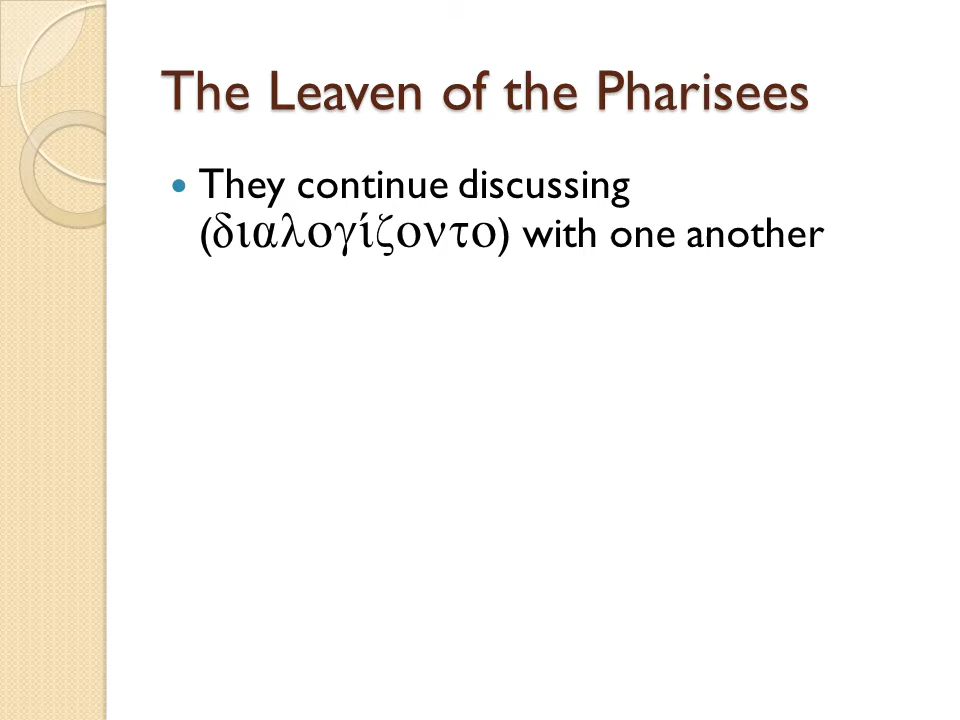 The Leaven of the Pharisees
• They continue discussing
(διαλογίζοντο) with one another